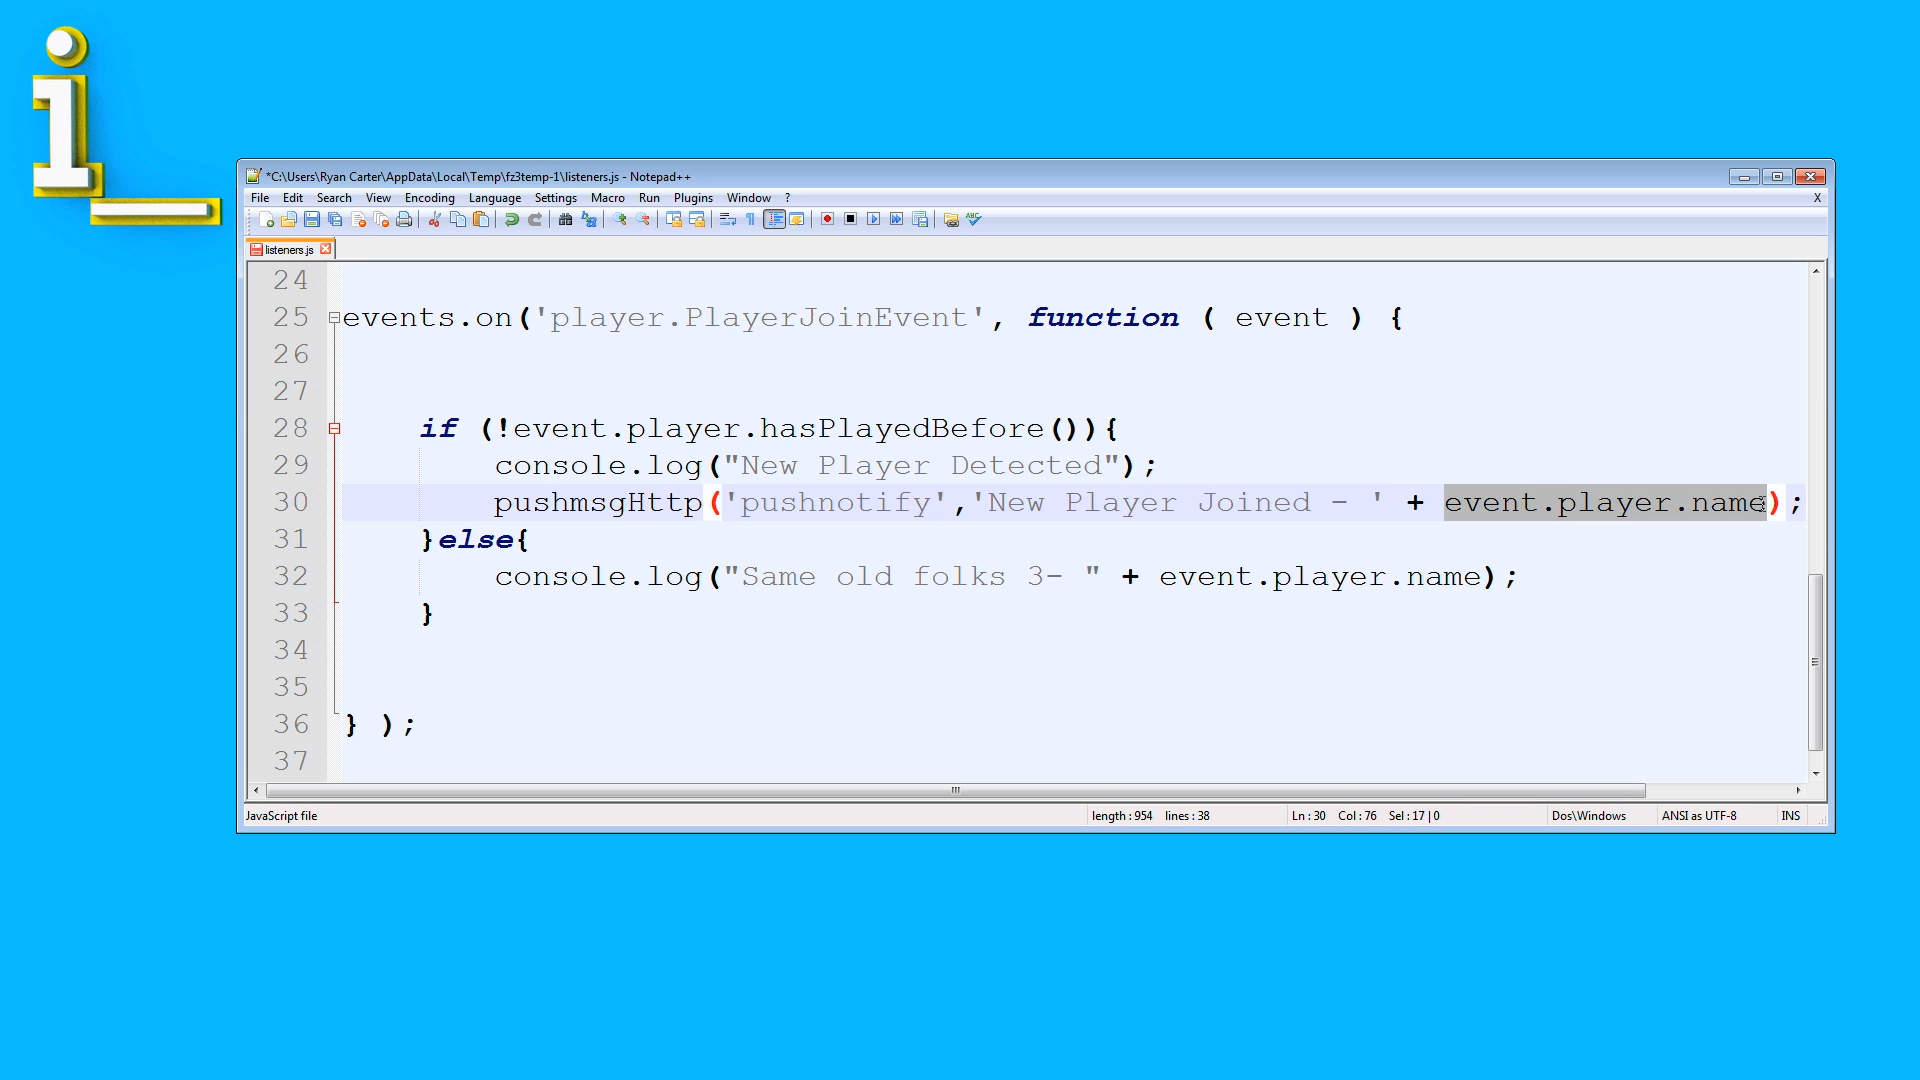 i_
*C:\Users\Ryan Carter\AppData\Local\Temp\fz3temp-1\listeners.js - Notepad++
File Edit Search View Encoding Language Settings Macro Run Plugins Window ? X
listeners.js
24
25 events.on('player.PlayerJoinEvent', function ( event ) {
26
27
28 if (!event.player.hasPlayedBefore()){
29 console.log("New Player Detected");
30 pushmsgHttp('pushnotify','New Player Joined - ' + event.player.name);
31 }else{
32 console.log("Same old folks 3- " + event.player.name);
33 }
34
35
36 } );
37
JavaScript file length : 954 lines : 38 Ln : 30 Col : 76 Sel : 17 | 0 Dos\Windows ANSI as UTF-8 INS